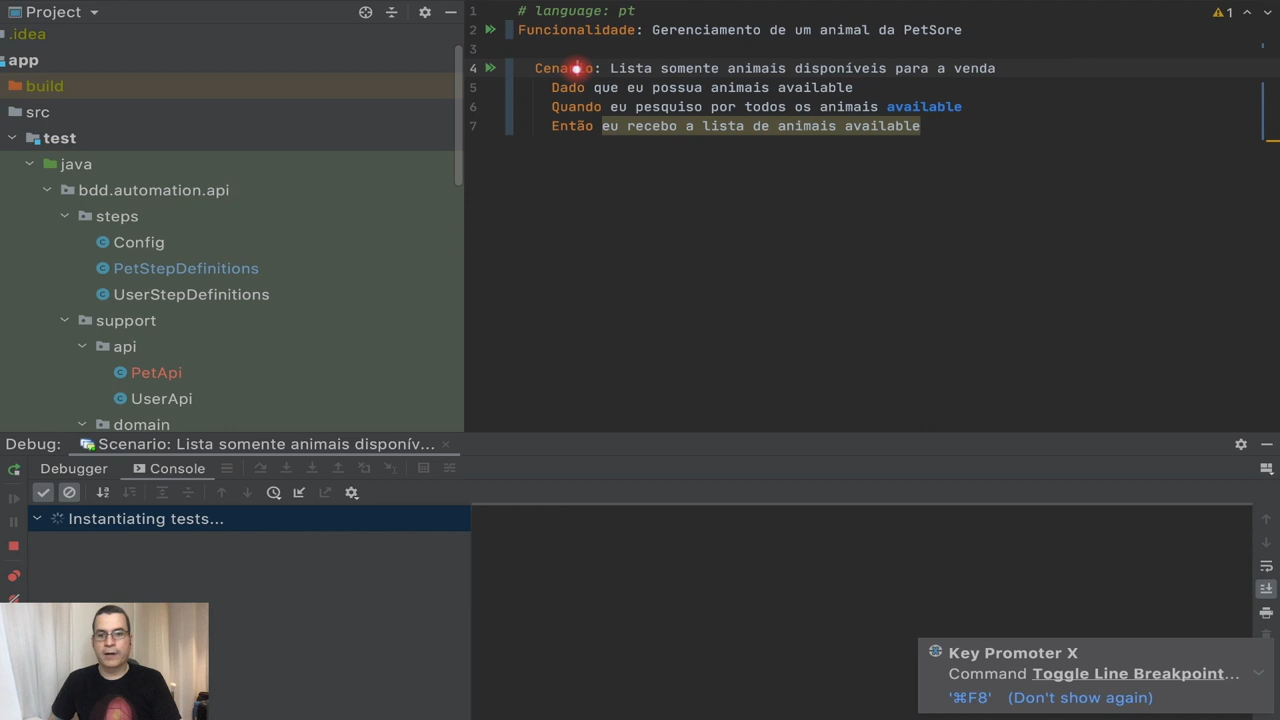 Project
.idea
app
build
src
test
java
bdd.automation.api
steps
Config
PetStepDefinitions
UserStepDefinitions
support
api
PetApi
UserApi
domain
1 # language: pt
2 Funcionalidade: Gerenciamento de um animal da PetSore
3
4 Cenario: Lista somente animais disponíveis para a venda
5 Dado que eu possua animais available
6 Quando eu pesquiso por todos os animais available
7 Então eu recebo a lista de animais available
1
Debug: Scenario: Lista somente animais disponív...
Debugger Console
Instantiating tests...
Key Promoter X
Command Toggle Line Breakpoint...
'⌘F8' (Don't show again)